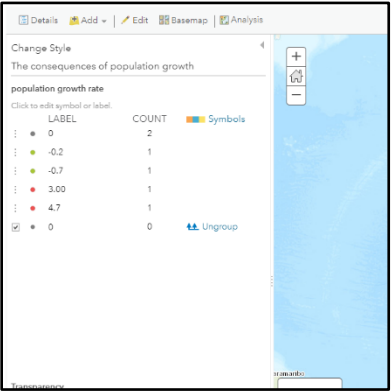 Details Add Edit Basemap Analysis
Change Style
The consequences of population growth
population growth rate
Click to edit symbol or label.
LABEL COUNT Symbols
0 2
-0.2 1
-0.7 1
3.00 1
4.7 1
0 0 Ungroup
Transparency